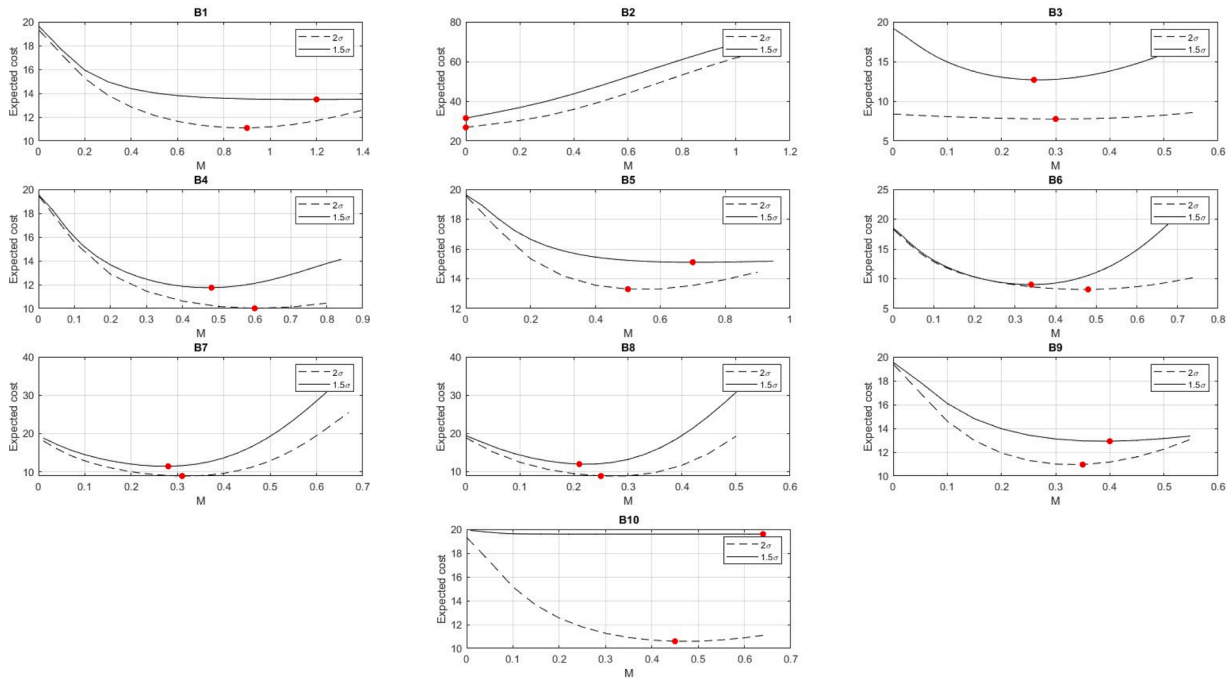 B1
20
18
16
14
12
10
Expected cost
0 0.2 0.4 0.6 0.8 1 1.2 1.4
M
2σ
1.5σ
B2
80
60
40
20
Expected cost
0 0.2 0.4 0.6 0.8 1 1.2
M
2σ
1.5σ
B3
20
15
10
5
Expected cost
0 0.1 0.2 0.3 0.4 0.5 0.6
M
2σ
1.5σ
B4
20
18
16
14
12
10
Expected cost
0 0.1 0.2 0.3 0.4 0.5 0.6 0.7 0.8 0.9
M
2σ
1.5σ
B5
20
18
16
14
12
Expected cost
0 0.2 0.4 0.6 0.8 1
M
2σ
1.5σ
B6
25
20
15
10
5
Expected cost
0 0.1 0.2 0.3 0.4 0.5 0.6 0.7 0.8
M
2σ
1.5σ
B7
40
30
20
10
Expected cost
0 0.1 0.2 0.3 0.4 0.5 0.6 0.7
M
2σ
1.5σ
B8
40
30
20
10
Expected cost
0 0.1 0.2 0.3 0.4 0.5 0.6
M
2σ
1.5σ
B9
20
18
16
14
12
10
Expected cost
0 0.1 0.2 0.3 0.4 0.5 0.6
M
2σ
1.5σ
B10
20
18
16
14
12
10
Expected cost
0 0.1 0.2 0.3 0.4 0.5 0.6 0.7
M
2σ
1.5σ